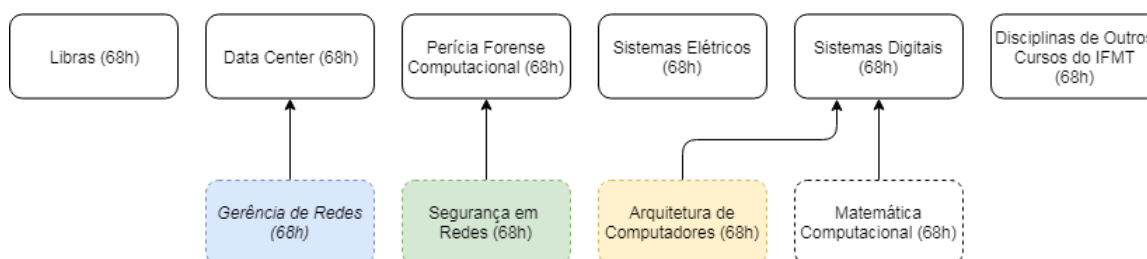 Libras (68h)
Data Center (68h)
Perícia Forense
Computacional (68h)
Sistemas Elétricos
(68h)
Sistemas Digitais
(68h)
Disciplinas de Outros
Cursos do IFMT
(68h)
Gerência de Redes
(68h)
Segurança em
Redes (68h)
Arquitetura de
Computadores (68h)
Matemática
Computacional (68h)